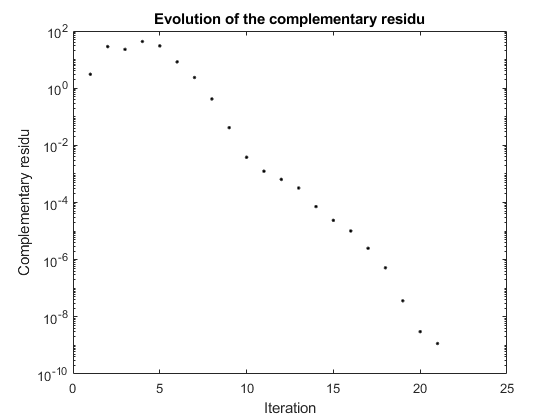 Evolution of the complementary residu
10^2
10^0
10^-2
10^-4
10^-6
10^-8
10^-10
Complementary residu
0 5 10 15 20 25
Iteration